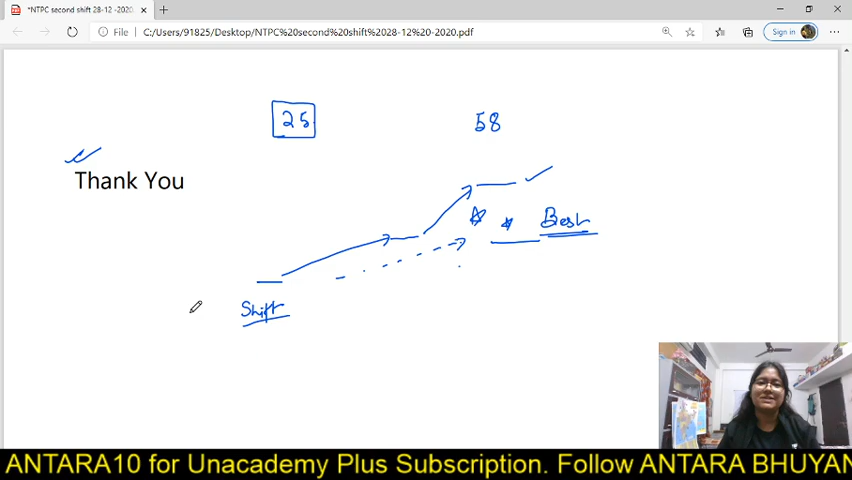 *NTPC second shift 28-12 -2020.
File
C:/Users/91825/Desktop/NTPC%20second%20shift%2028-12%20-2020.pdf
Sign in
25
58
Thank You
Best
Shift
ANTARA10 for Unacademy Plus Subscription. Follow ANTARA BHUYAN